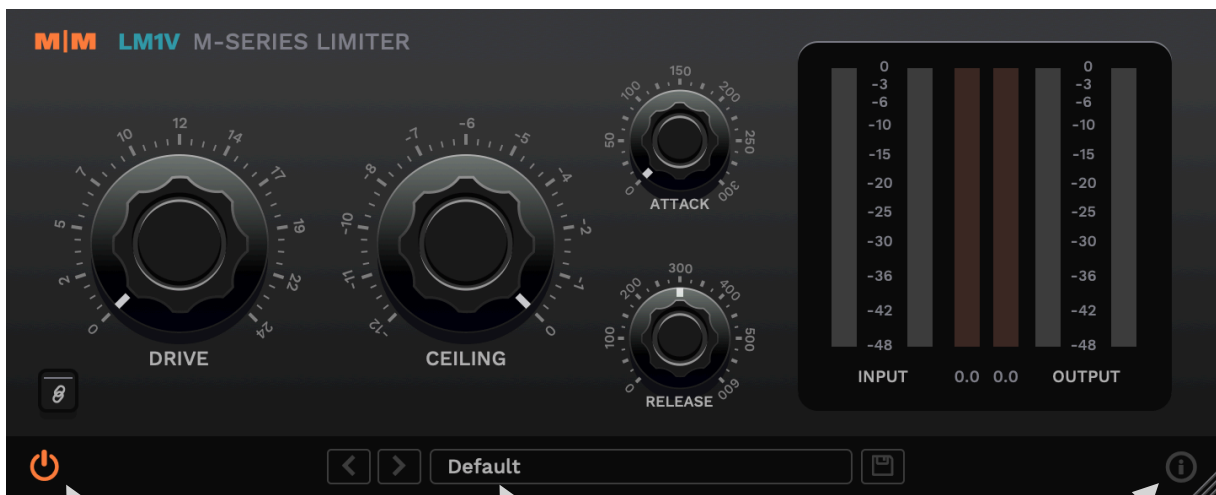 M|M LM1V M-SERIES LIMITER
0 2 5 7 10 12 14 17 19 22 24
DRIVE
-12 -11 -10 -8 -7 -6 -5 -4 -2 -1 0
CEILING
0 50 100 150 200 250 300
ATTACK
0 100 200 300 400 500 600
RELEASE
0 0
-3 -3
-6 -6
-10 -10
-15 -15
-20 -20
-25 -25
-30 -30
-36 -36
-42 -42
-48 -48
INPUT 0.0 0.0 OUTPUT
Default